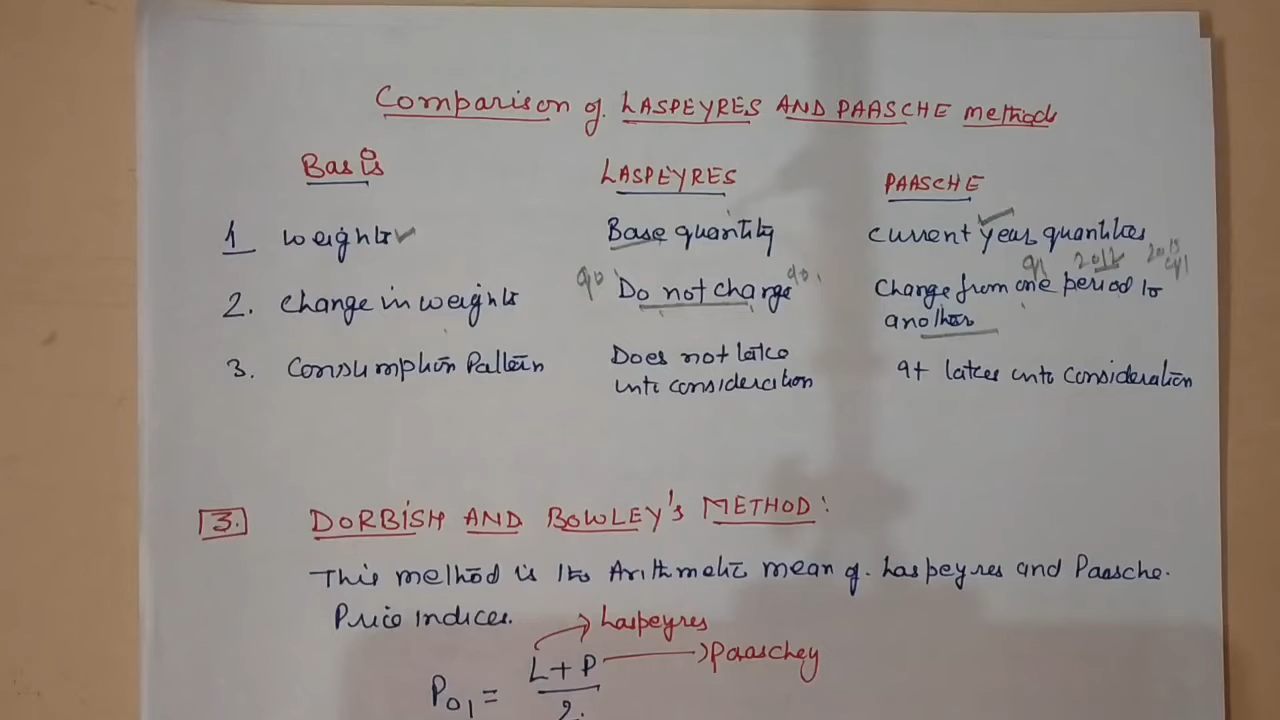 Comparison of LASPEYRES AND PAASCHE methods
Basis LASPEYRES PAASCHE
1 weights Base quantity current year quantities
q0 q0 q1 2012 2013 q1
2. Change in weights Do not change Change from one period to
another
3. Consumption Pattern Does not take It takes into consideration
into consideration
3. DORBISH AND BOWLEY'S METHOD:
This method is the Arithmetic mean of Laspeyres and Paasche.
Price indices.
Laspeyres
P01 = L+P / 2 Paaschey